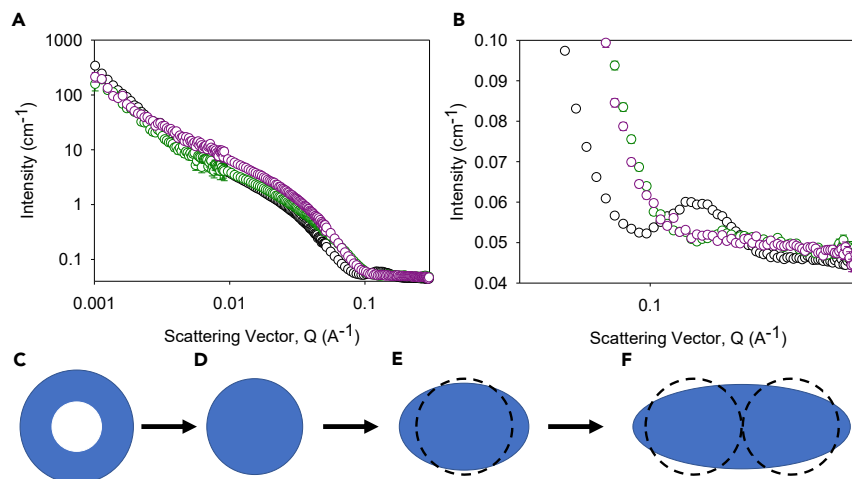 A
B
1000
100
10
1
0.1
0.001
0.01
0.1
Intensity (cm-1)
Scattering Vector, Q (A-1)
0.10
0.09
0.08
0.07
0.06
0.05
0.04
0.1
Intensity (cm-1)
Scattering Vector, Q (A-1)
C
D
E
F